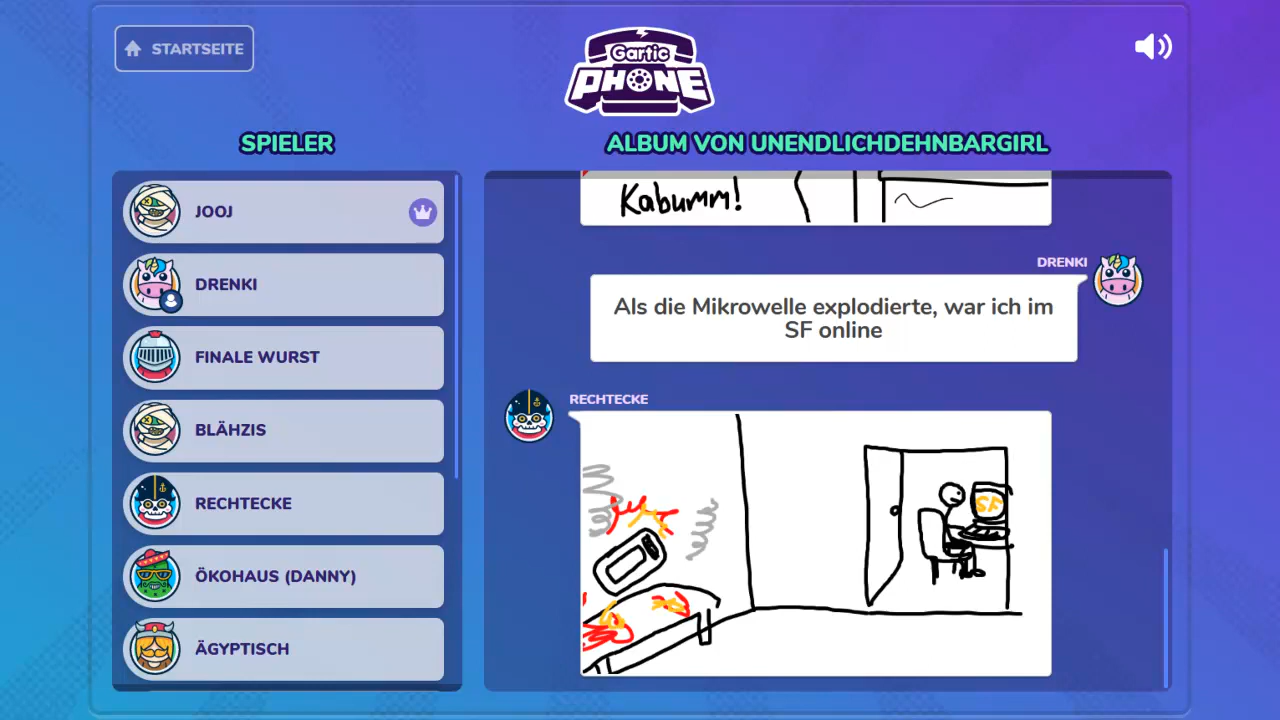 STARTSEITE
Gartic
PHONE
SPIELER
ALBUM VON UNENDLICHDEHNBARGIRL
JOOJ
DRENKI
FINALE WURST
BLÄHZIS
RECHTECKE
ÖKOHAUS (DANNY)
ÄGYPTISCH
Kabumm!
DRENKI
Als die Mikrowelle explodierte, war ich im
SF online
RECHTECKE
SF